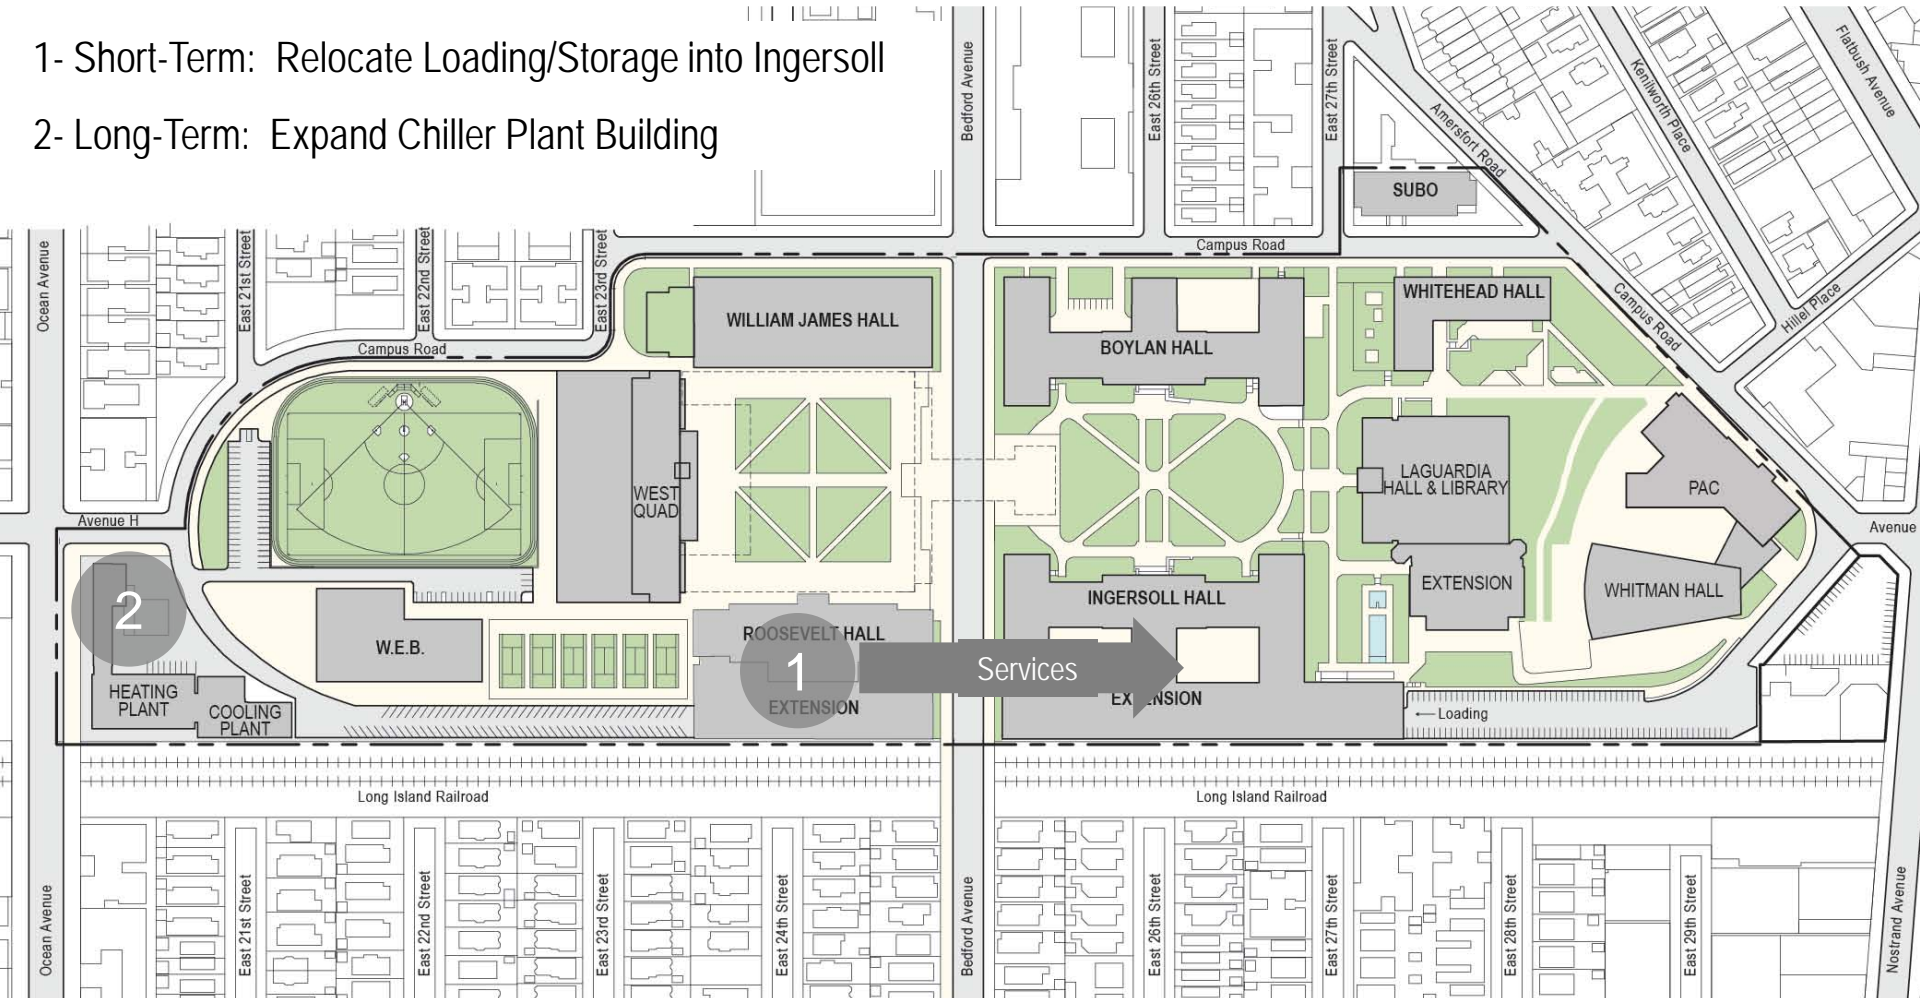 1- Short-Term: Relocate Loading/Storage into Ingersoll
2- Long-Term: Expand Chiller Plant Building
Bedford Avenue
East 26th Street
East 27th Street
Amersfort Road
Kenilworth Place
Flatbush Avenue
SUBO
Ocean Avenue
East 21st Street
East 22nd Street
East 23rd Street
Campus Road
Campus Road
Hillel Place
WHITEHEAD HALL
WILLIAM JAMES HALL
BOYLAN HALL
Campus Road
WEST
QUAD
LAGUARDIA
HALL & LIBRARY
PAC
Avenue H
Avenue
2
EXTENSION
WHITMAN HALL
INGERSOLL HALL
W.E.B.
ROOSEVELT HALL
1
Services
HEATING
PLANT
COOLING
PLANT
EXTENSION
EXTENSION
←Loading
Long Island Railroad
Long Island Railroad
Ocean Avenue
East 21st Street
East 22nd Street
East 23rd Street
East 24th Street
Bedford Avenue
East 26th Street
East 27th Street
East 28th Street
East 29th Street
Nostrand Avenue